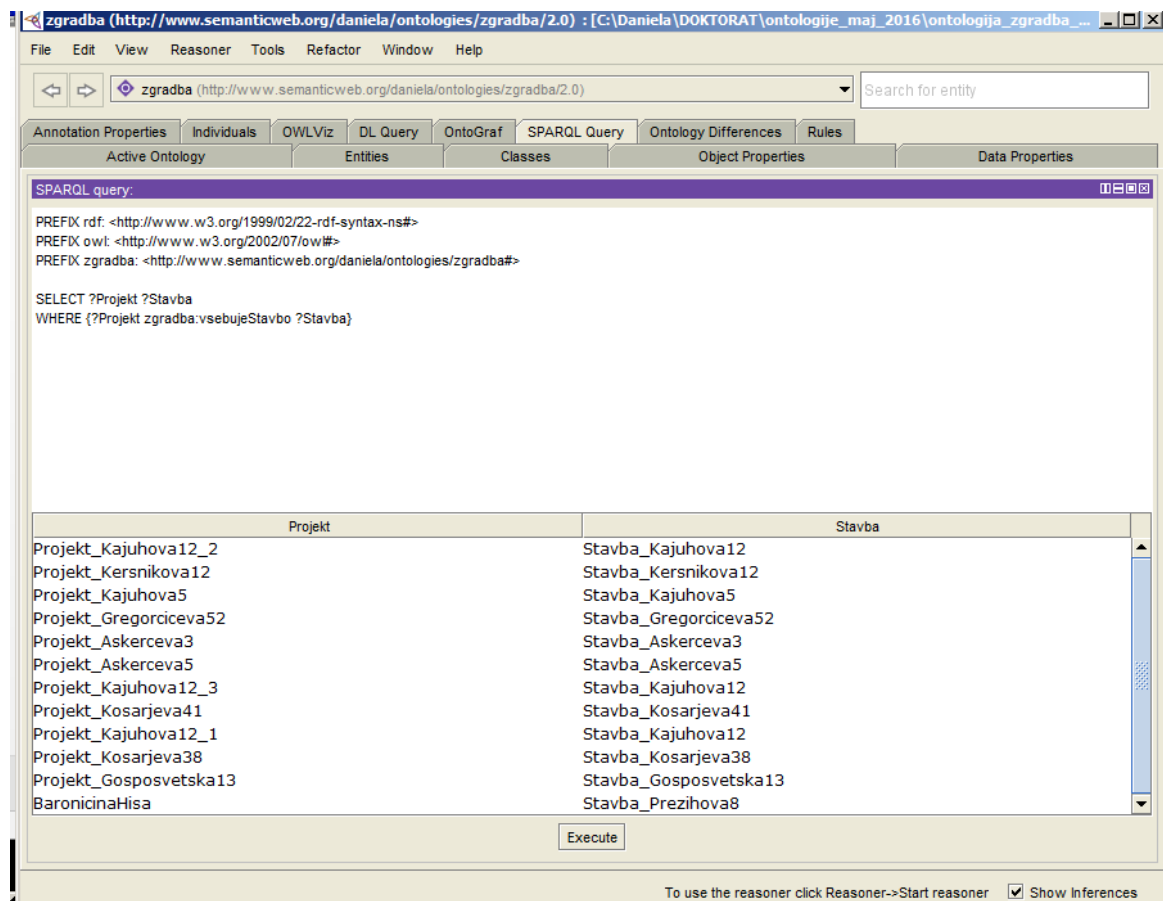 zgradba (http://www.semanticweb.org/daniela/ontologies/zgradba/2.0) : [C:\Daniela\DOKTORAT\ontologije_maj_2016\ontologija_zgradba_...
File Edit View Reasoner Tools Refactor Window Help
zgradba (http://www.semanticweb.org/daniela/ontologies/zgradba/2.0) Search for entity
Annotation Properties Individuals OWLViz DL Query OntoGraf SPARQL Query Ontology Differences Rules
Active Ontology Entities Classes Object Properties Data Properties
SPARQL query:
PREFIX rdf: <http://www.w3.org/1999/02/22-rdf-syntax-ns#>
PREFIX owl: <http://www.w3.org/2002/07/owl#>
PREFIX zgradba: <http://www.semanticweb.org/daniela/ontologies/zgradba#>
SELECT ?Projekt ?Stavba
WHERE {?Projekt zgradba:vsebujeStavbo ?Stavba}
Projekt Stavba
Projekt_Kajuhova12_2 Stavba_Kajuhova12
Projekt_Kersnikova12 Stavba_Kersnikova12
Projekt_Kajuhova5 Stavba_Kajuhova5
Projekt_Gregorciceva52 Stavba_Gregorciceva52
Projekt_Askerceva3 Stavba_Askerceva3
Projekt_Askerceva5 Stavba_Askerceva5
Projekt_Kajuhova12_3 Stavba_Kajuhova12
Projekt_Kosarjeva41 Stavba_Kosarjeva41
Projekt_Kajuhova12_1 Stavba_Kajuhova12
Projekt_Kosarjeva38 Stavba_Kosarjeva38
Projekt_Gosposvetska13 Stavba_Gosposvetska13
BaronicinaHisa Stavba_Prezihova8
Execute
To use the reasoner click Reasoner->Start reasoner Show Inferences